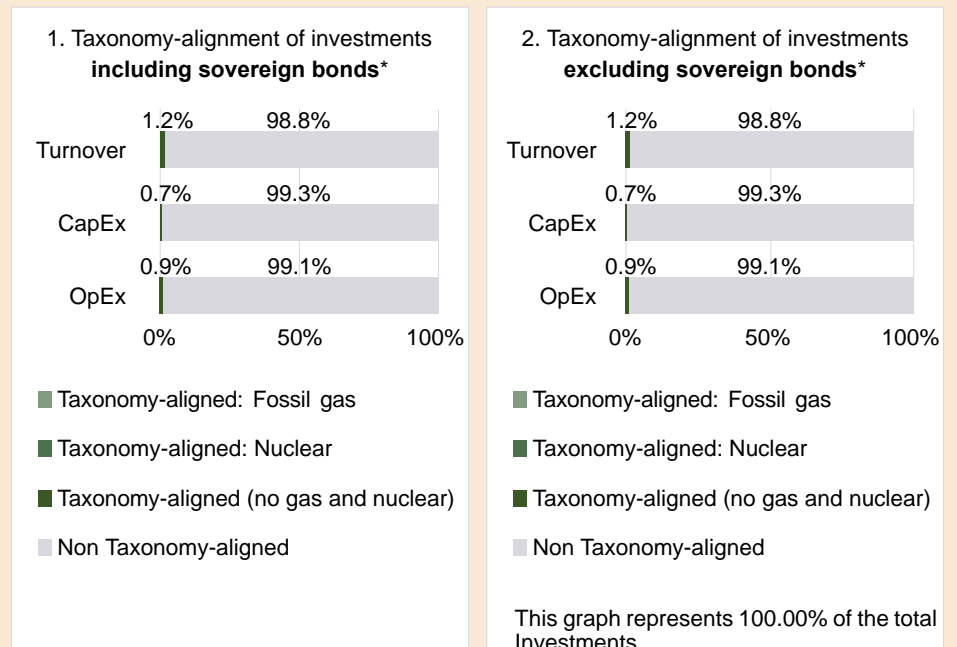 1. Taxonomy-alignment of investments
including sovereign bonds*
1.2% 98.8%
Turnover
0.7% 99.3%
CapEx
0.9% 99.1%
OpEx
0% 50% 100%
Taxonomy-aligned: Fossil gas
Taxonomy-aligned: Nuclear
Taxonomy-aligned (no gas and nuclear)
Non Taxonomy-aligned
2. Taxonomy-alignment of investments
excluding sovereign bonds*
1.2% 98.8%
Turnover
0.7% 99.3%
CapEx
0.9% 99.1%
OpEx
0% 50% 100%
Taxonomy-aligned: Fossil gas
Taxonomy-aligned: Nuclear
Taxonomy-aligned (no gas and nuclear)
Non Taxonomy-aligned
This graph represents 100.00% of the total
Investments